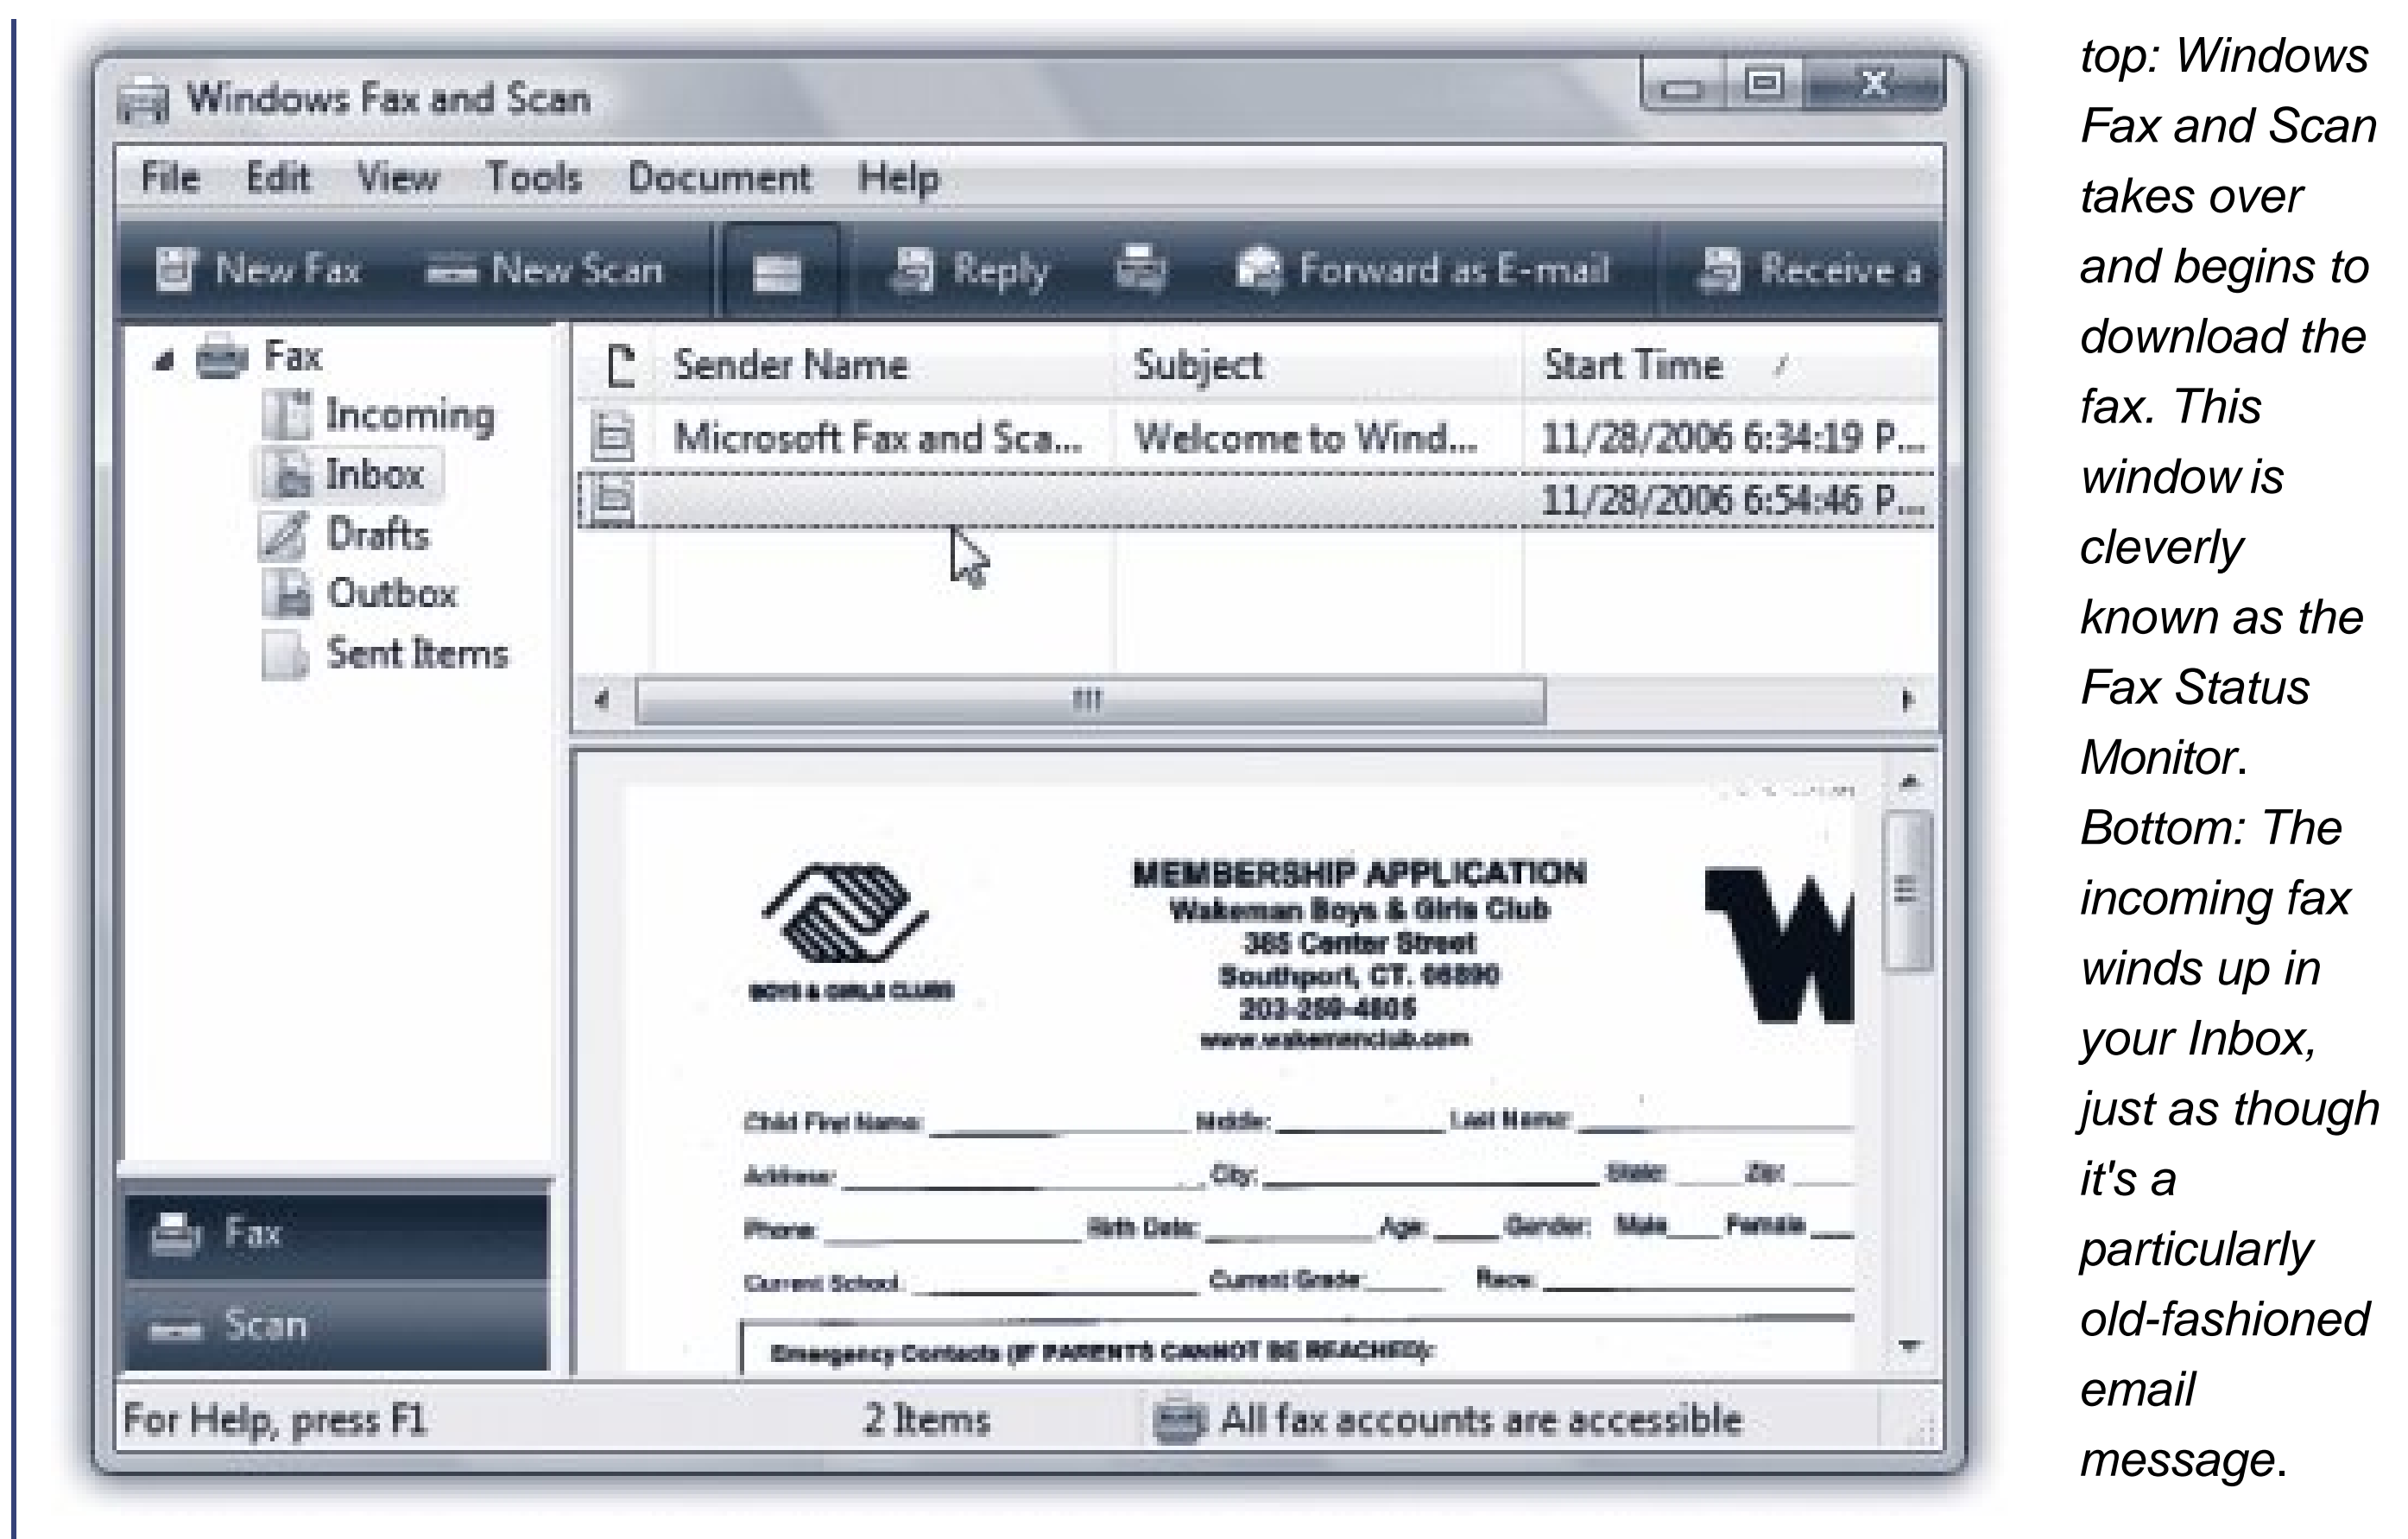 Windows Fax and Scan
File Edit View Tools Document Help
New Fax New Scan Reply Forward as E-mail Receive a
Fax
Incoming
Inbox
Drafts
Outbox
Sent Items
Sender Name Subject Start Time
Microsoft Fax and Sca... Welcome to Wind... 11/28/2006 6:34:19 P...
11/28/2006 6:54:46 P...
BOYS & GIRLS CLUBS
MEMBERSHIP APPLICATION
Wakeman Boys & Girls Club
385 Center Street
Southport, CT.
www.wakemanclub.com
Child First Name: Middle: Last Name:
Address: City: State: Zip:
Phone: Birth Date: Age: Gender: Male Female
Current School: Current Grade: Race:
Emergency Contacts (IF PARENTS CANNOT BE REACHED):
Fax
Scan
For Help, press F1 2 Items All fax accounts are accessible
top: Windows
Fax and Scan
takes over
and begins to
download the
fax. This
window is
cleverly
known as the
Fax Status
Monitor.
Bottom: The
incoming fax
winds up in
your Inbox,
just as though
it's a
particularly
old-fashioned
email
message.